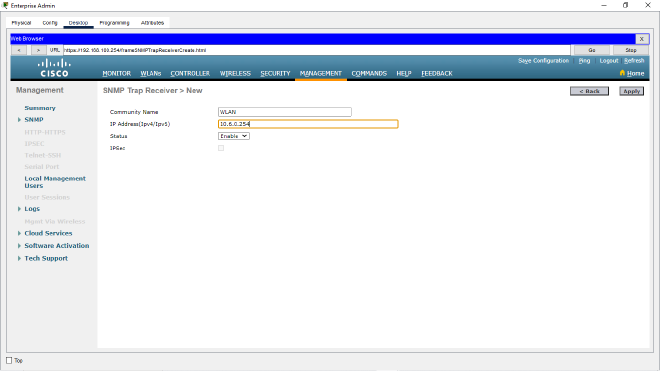 Enterprise Admin
Physical Config Desktop Programming Attributes
Web Browser X
< > URL https://192.168.100.254/frameSNMPTrapReceiverCreate.html Go Stop
Save Configuration Ping Logout Refresh
CISCO MONITOR WLANs CONTROLLER WIRELESS SECURITY MANAGEMENT COMMANDS HELP FEEDBACK Home
Management SNMP Trap Receiver > New < Back Apply
Summary
SNMP
HTTP-HTTPS
IPSEC
Telnet-SSH
Serial Port
Local Management
Users
User Sessions
Logs
Mgmt Via Wireless
Cloud Services
Software Activation
Tech Support
Community Name WLAN
IP Address(Ipv4/Ipv6) 10.6.0.254
Status Enable
IPSec
Top